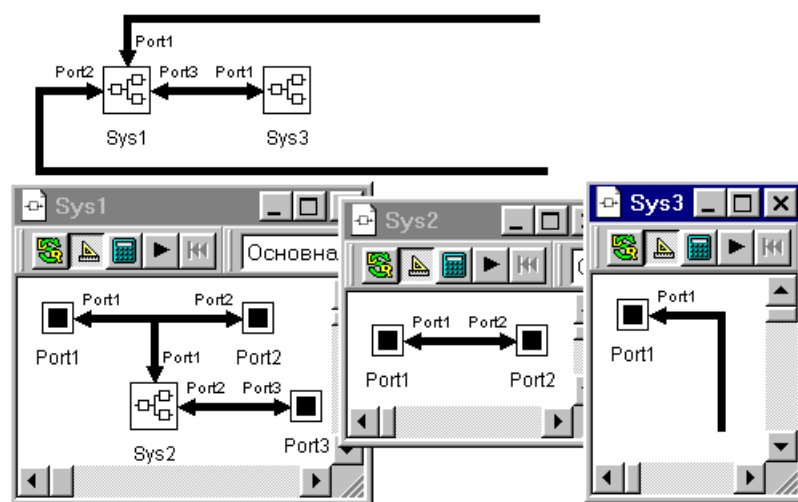 Port1
Port2 Port3 Port1
Sys1 Sys3
Sys1
Основна
Port1 Port2
Port1 Port1 Port2
Port2 Port3
Sys2 Port3
Sys2
Port1 Port2
Port1 Port2
Sys3
Port1
Port1